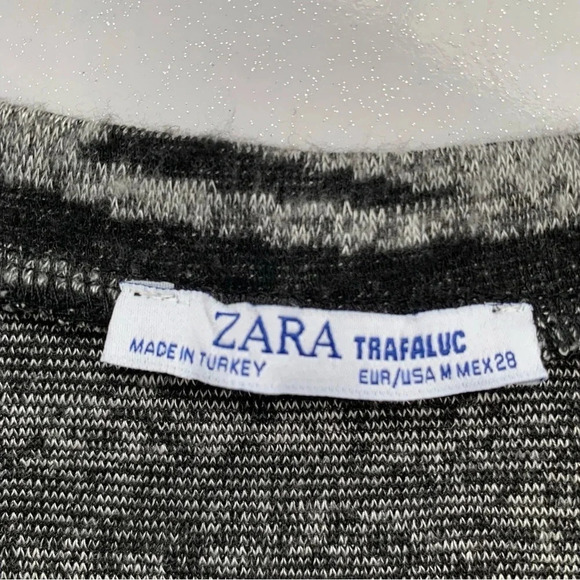 ZARA TRAFALUC
MADE IN TURKEY EUR/USA M MEX 28